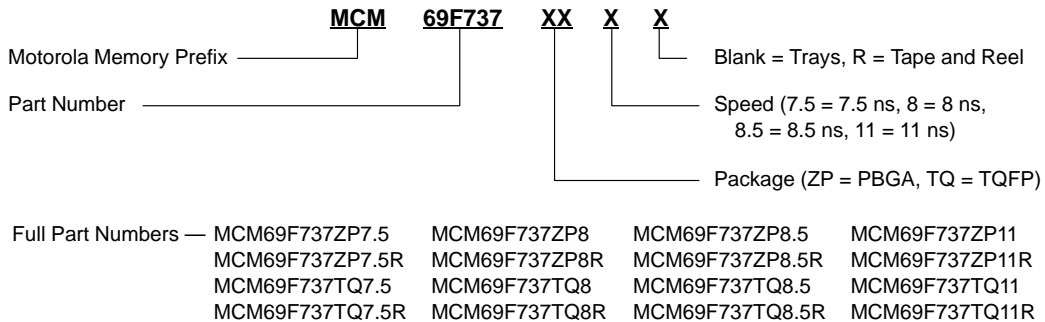 MCM 69F737 XX X X
Motorola Memory Prefix
Blank = Trays, R = Tape and Reel
Part Number
Speed (7.5 = 7.5 ns, 8 = 8 ns,
8.5 = 8.5 ns, 11 = 11 ns)
Package (ZP = PBGA, TQ = TQFP)
Full Part Numbers — MCM69F737ZP7.5 MCM69F737ZP8 MCM69F737ZP8.5 MCM69F737ZP11
MCM69F737ZP7.5R MCM69F737ZP8R MCM69F737ZP8.5R MCM69F737ZP11R
MCM69F737TQ7.5 MCM69F737TQ8 MCM69F737TQ8.5 MCM69F737TQ11
MCM69F737TQ7.5R MCM69F737TQ8R MCM69F737TQ8.5R MCM69F737TQ11R